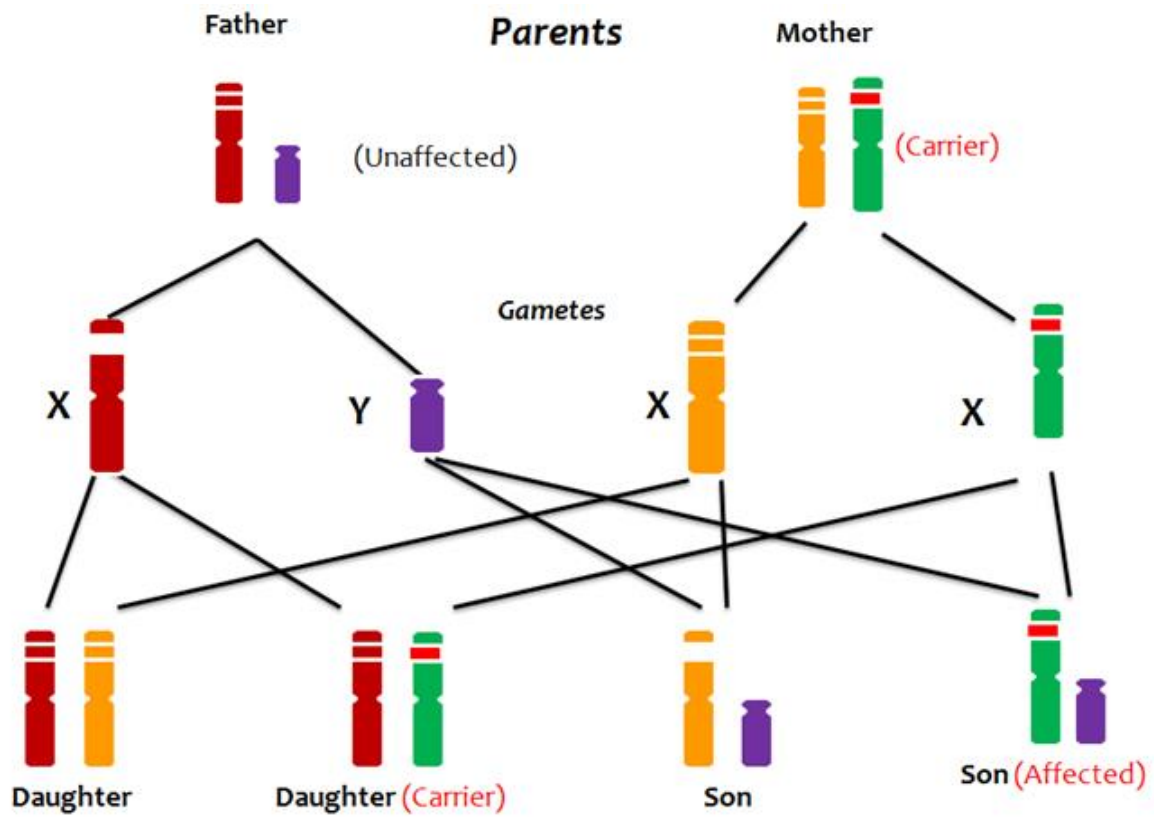 Father
Parents
Mother
(Unaffected)
(Carrier)
Gametes
X
Y
X
X
Daughter
Daughter (Carrier)
Son
Son (Affected)